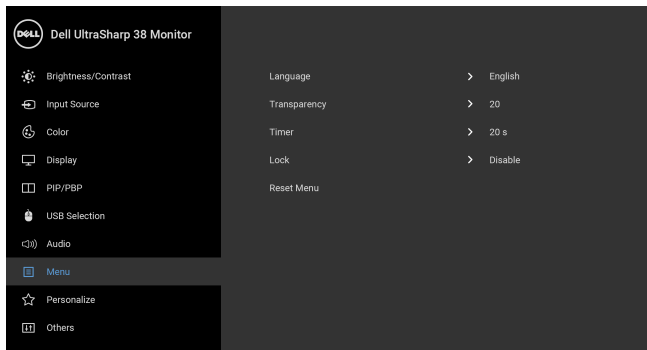 DELL Dell UltraSharp 38 Monitor
Brightness/Contrast
Input Source
Color
Display
PIP/PBP
USB Selection
Audio
Menu
Personalize
Others
Language > English
Transparency > 20
Timer > 20 s
Lock > Disable
Reset Menu